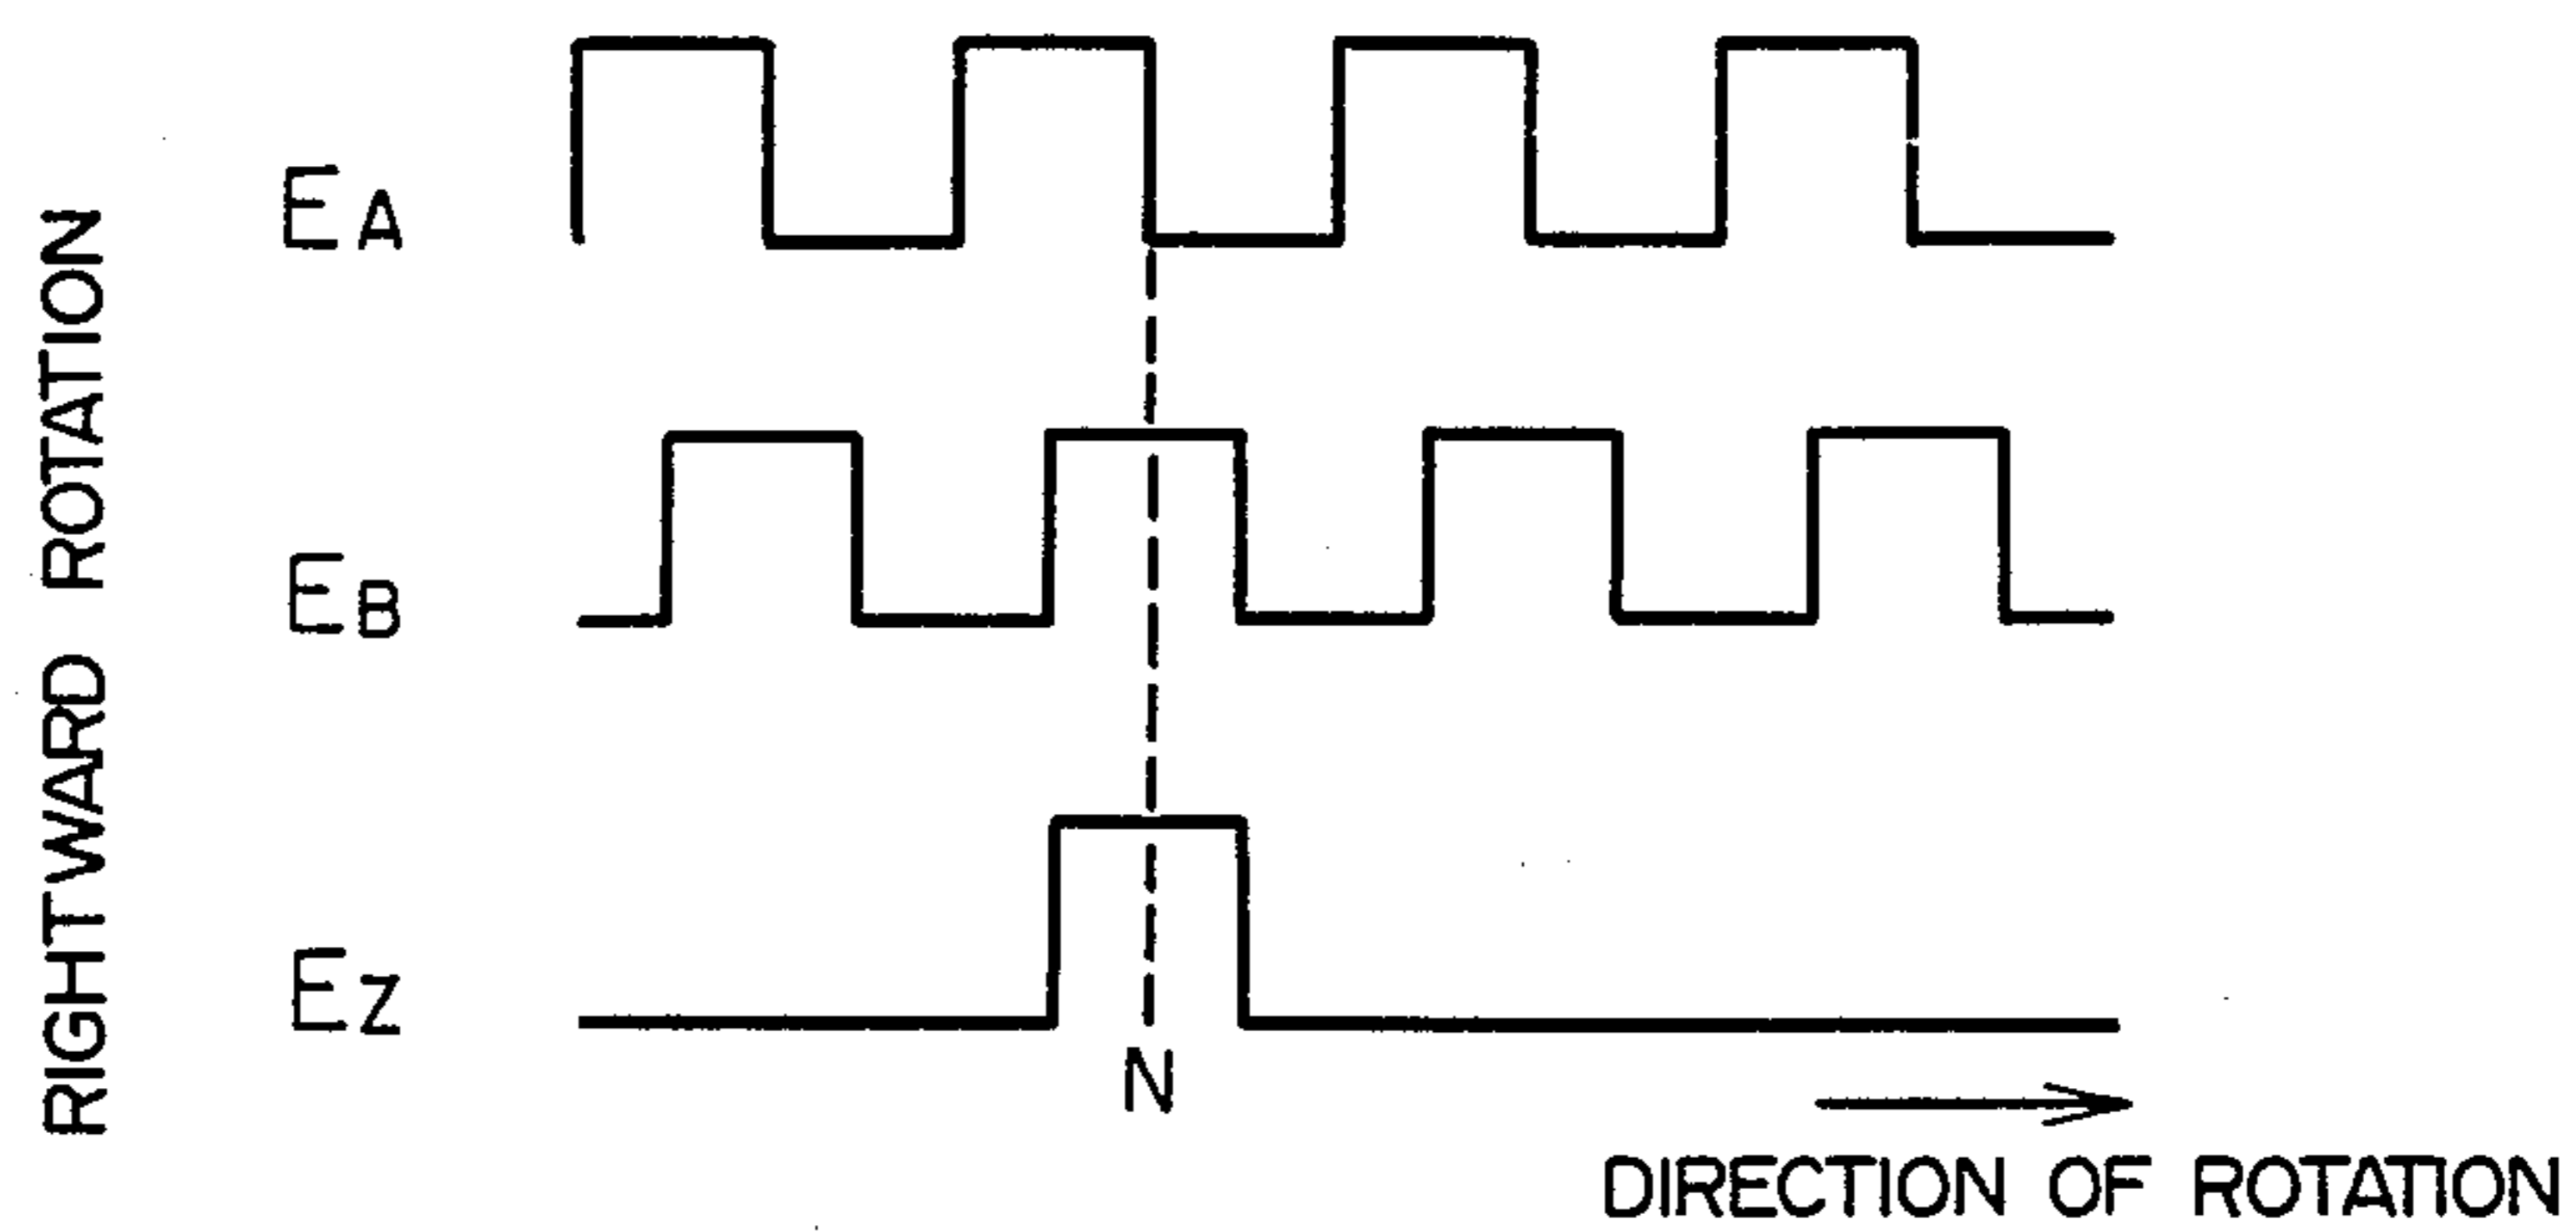 RIGHTWARD ROTATION
EA
EB
EZ
N
DIRECTION OF ROTATION